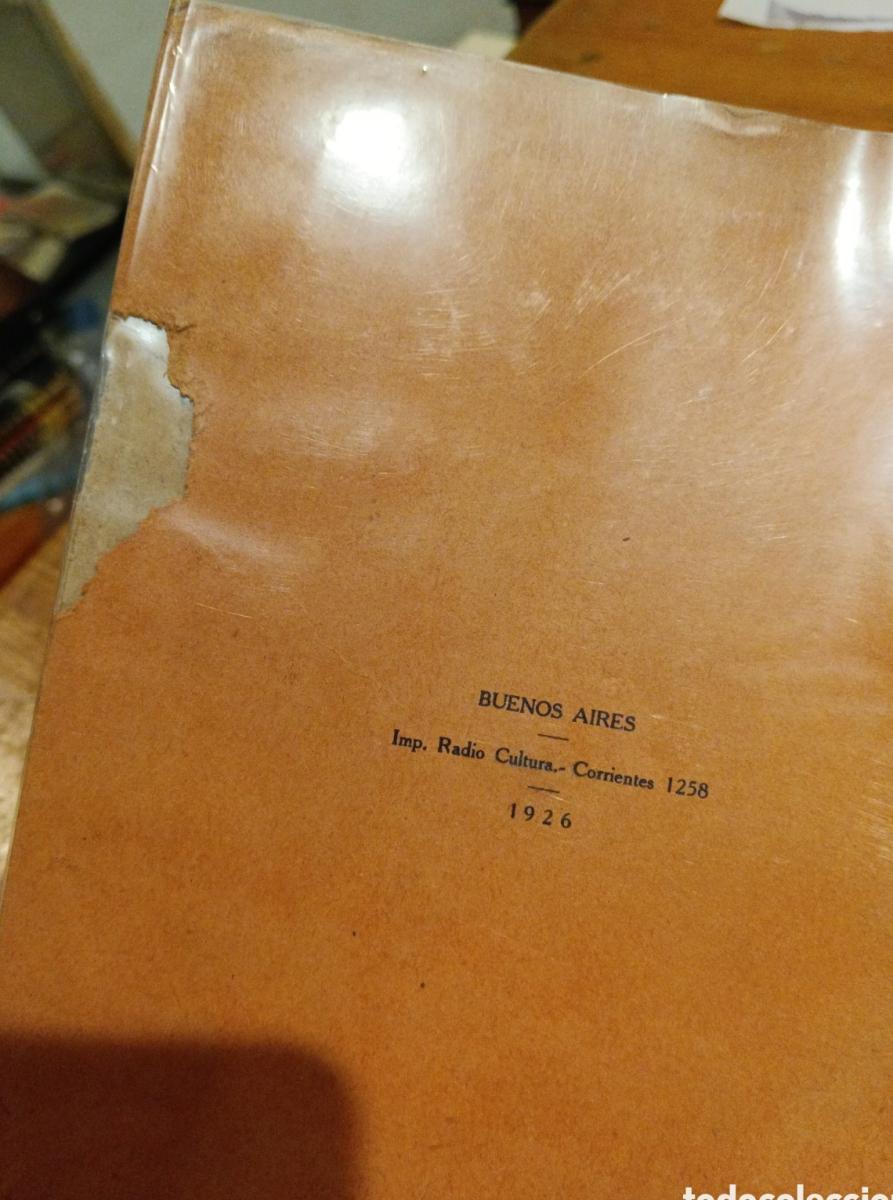 BUENOS AIRES
Imp. Radio Cultura.- Corrientes 1258
1926